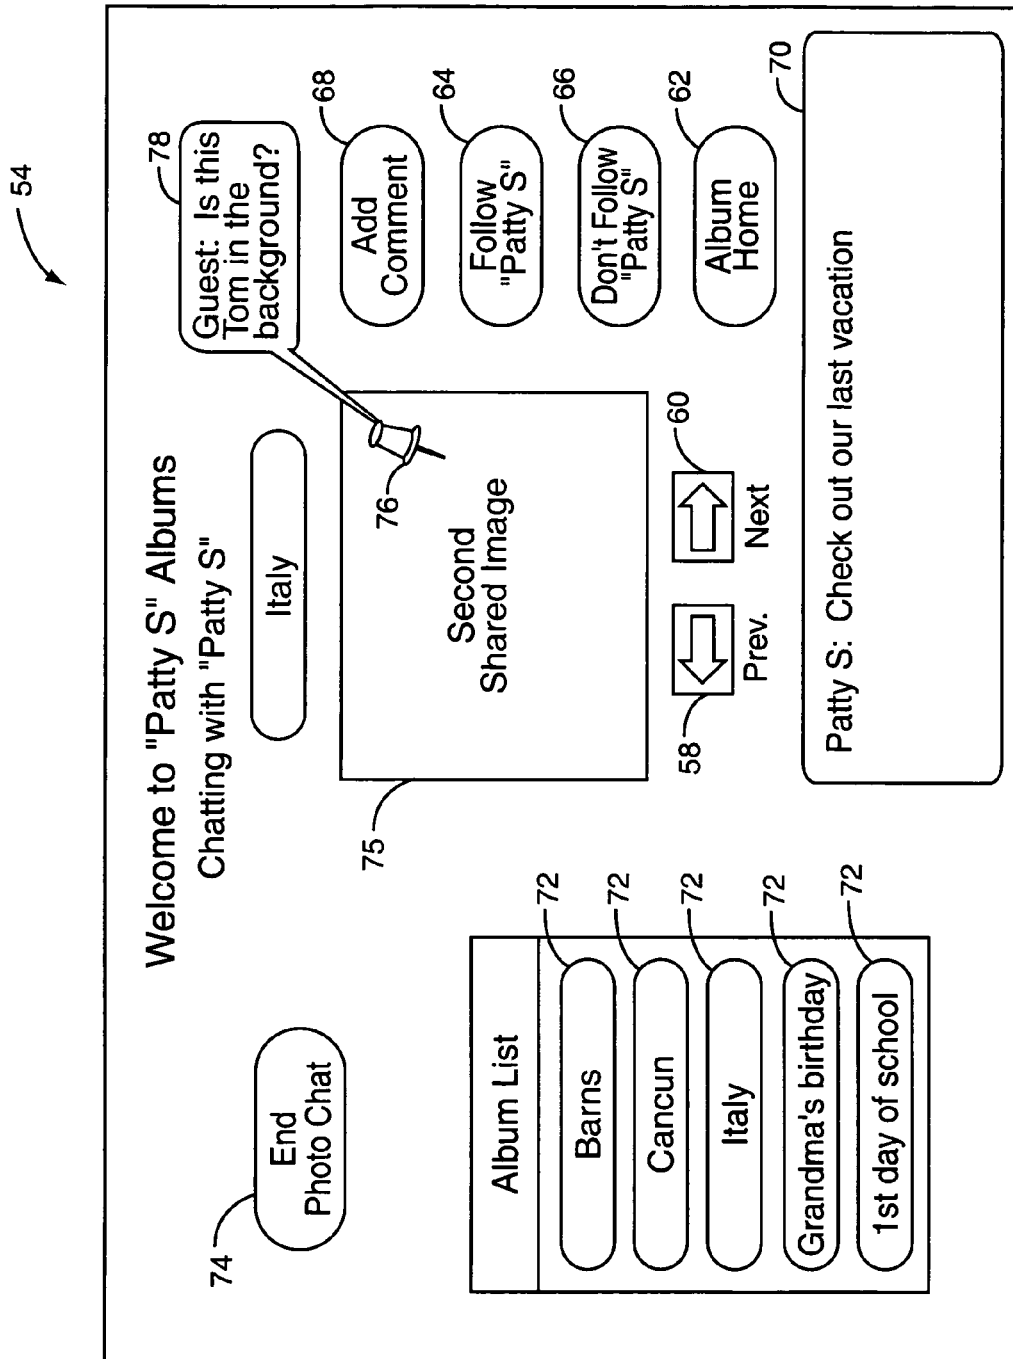 54
Welcome to "Patty S" Albums
Chatting with "Patty S"
74
End
Photo Chat
Italy
78
Guest: Is this
Tom in the
background?
75
76
Second
Shared Image
68
Add
Comment
64
Follow
"Patty S"
66
Don't Follow
"Patty S"
62
Album
Home
Album List
72
Barns
72
Cancun
72
Italy
72
Grandma's birthday
72
1st day of school
58
Prev.
60
Next
70
Patty S: Check out our last vacation